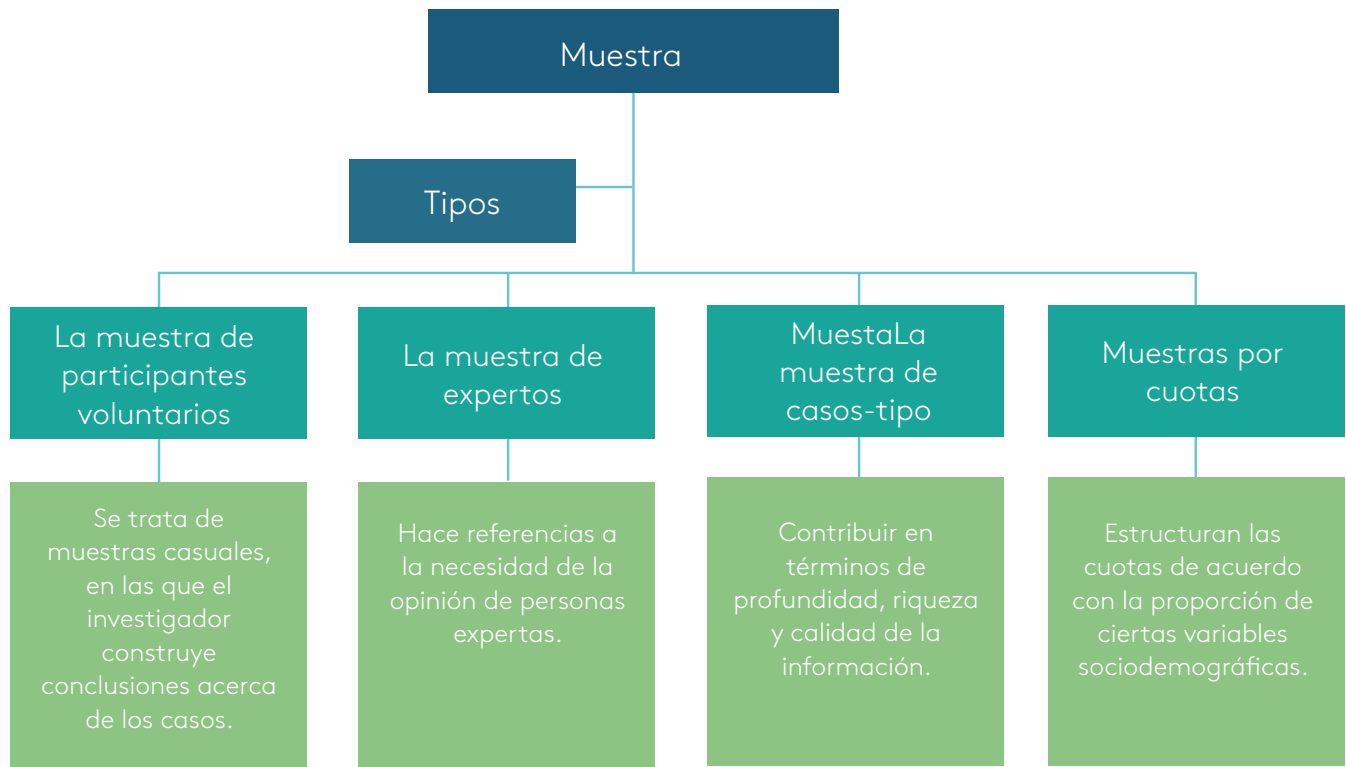 Muestra
Tipos
La muestra de
participantes
voluntarios
La muestra de
expertos
MuestaLa
muestra de
casos-tipo
Muestras por
cuotas
Se trata de
muestras casuales,
en las que el
investigador
construye
conclusiones acerca
de los casos.
Hace referencias a
la necesidad de la
opinión de personas
expertas.
Contribuir en
términos de
profundidad, riqueza
y calidad de la
información.
Estructuran las
cuotas de acuerdo
con la proporción de
ciertas variables
sociodemográficas.